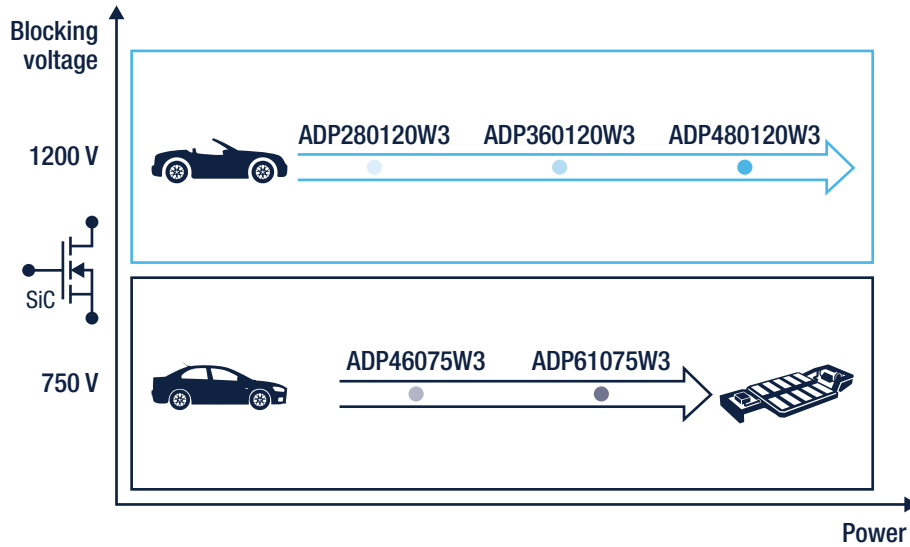 Blocking
voltage
1200 V
ADP280120W3 ADP360120W3 ADP480120W3
SiC
750 V
ADP46075W3 ADP61075W3
Power